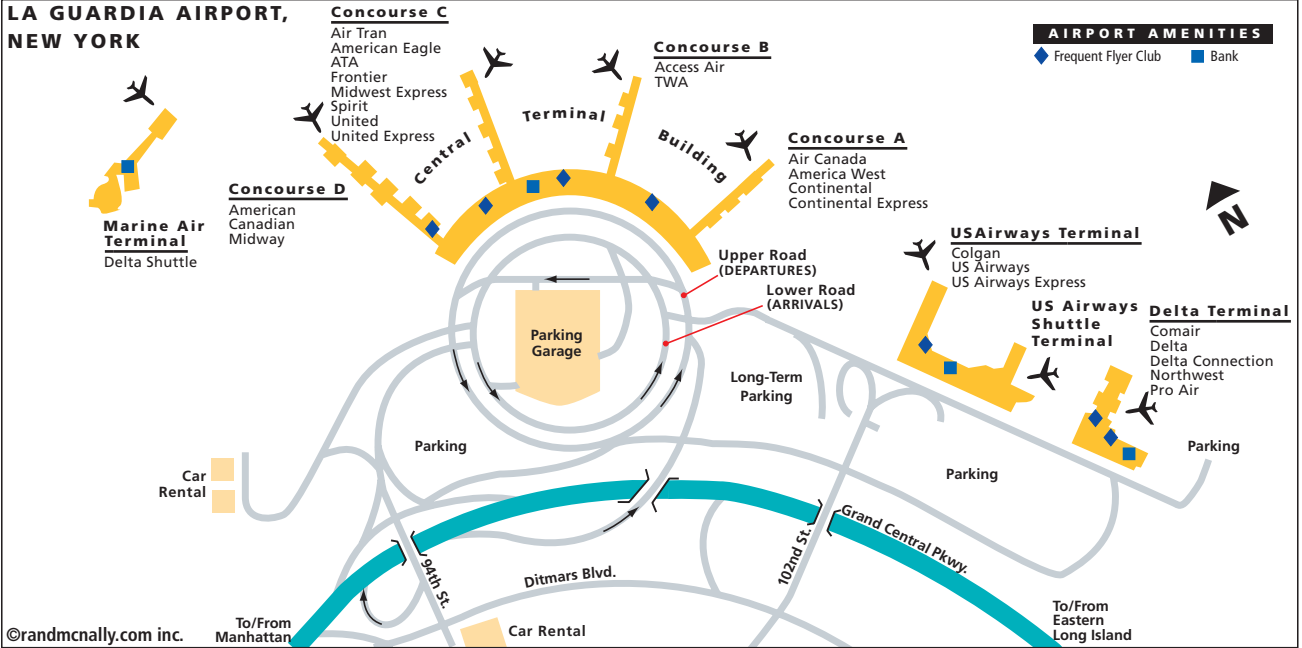 LA GUARDIA AIRPORT,
NEW YORK
Concourse C
Air Tran
American Eagle
ATA
Frontier
Midwest Express
Spirit
United
United Express
Concourse B
Access Air
TWA
AIRPORT AMENITIES
Frequent Flyer Club
Bank
Central
Terminal
Building
Concourse A
Air Canada
America West
Continental
Continental Express
Concourse D
American
Canadian
Midway
Marine Air
Terminal
Delta Shuttle
N
USAirways Terminal
Colgan
US Airways
US Airways Express
Upper Road
(DEPARTURES)
Lower Road
(ARRIVALS)
US Airways
Shuttle
Terminal
Delta Terminal
Comair
Delta
Delta Connection
Northwest
Pro Air
Parking
Garage
Long-Term
Parking
Parking
Parking
Parking
Car
Rental
Grand Central Pkwy.
94th St.
102nd St.
Ditmars Blvd.
To/From
Manhattan
Car Rental
To/From
Eastern
Long Island
©randmcnally.com inc.